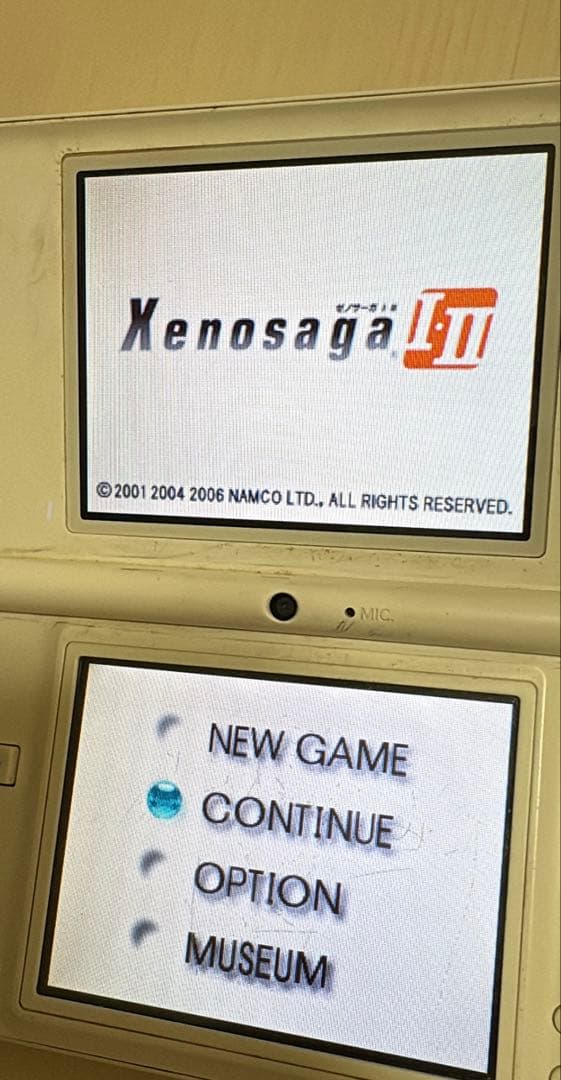 ゼノサーガ I・II
Xenosaga I·II
©2001 2004 2006 NAMCO LTD., ALL RIGHTS RESERVED.
MIC.
NEW GAME
CONTINUE
OPTION
MUSEUM